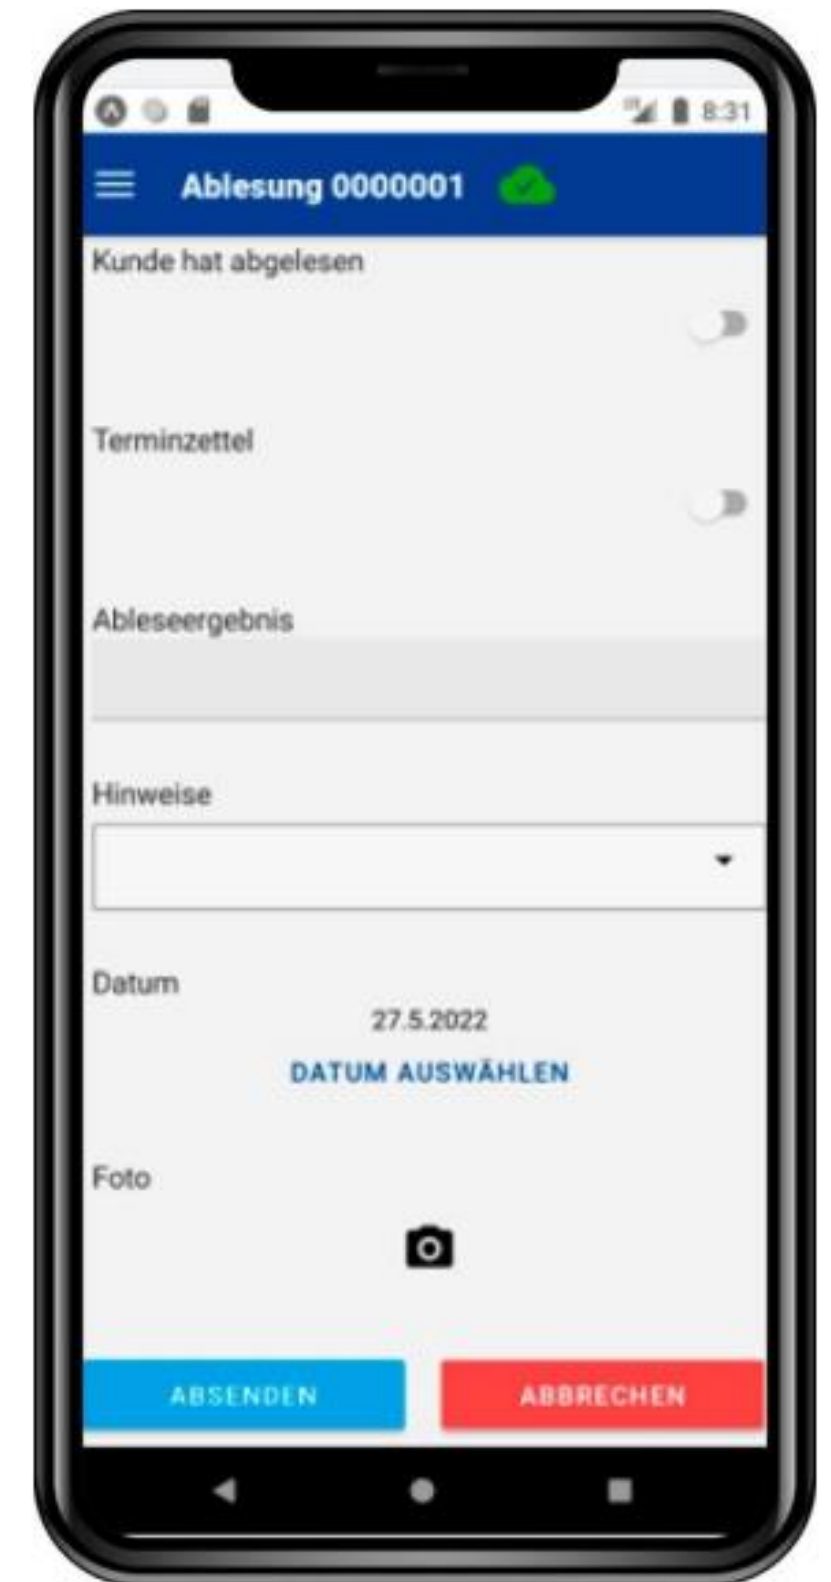 8:31
Ablesung 0000001
Kunde hat abgelesen
Terminzettel
Ableseergebnis
Hinweise
Datum
27.5.2022
DATUM AUSWÄHLEN
Foto
ABSENDEN
ABBRECHEN